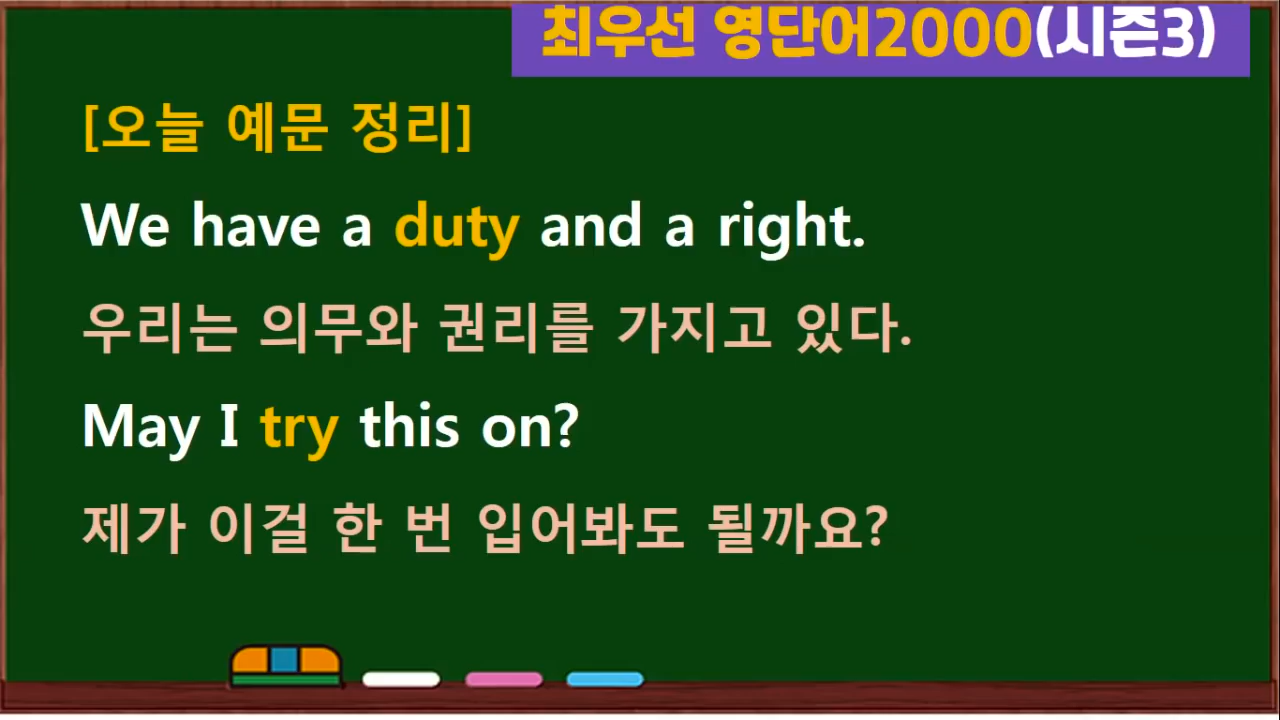 최우선 영단어2000(시즌3)
[오늘 예문 정리]
We have a duty and a right.
우리는 의무와 권리를 가지고 있다.
May I try this on?
제가 이걸 한 번 입어봐도 될까요?